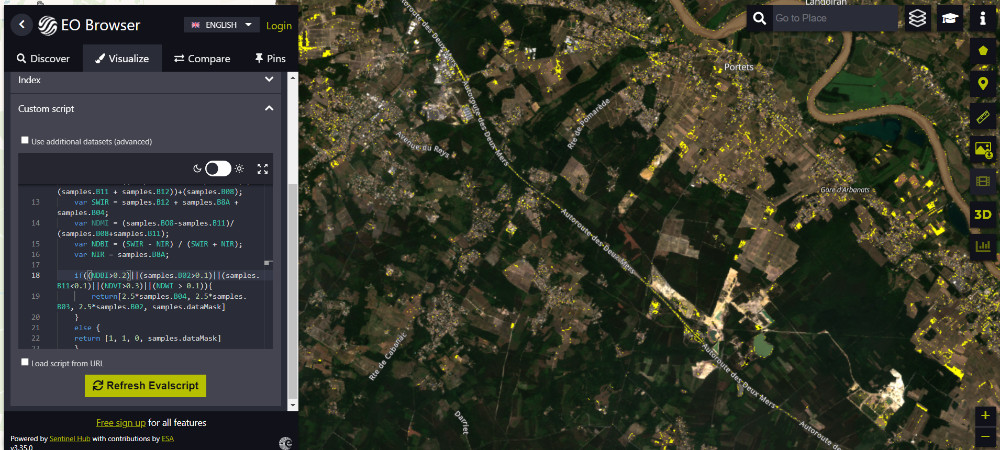 EO Browser
ENGLISH
Login
Discover
Visualize
Compare
Pins
Index
Custom script
Use additional datasets (advanced)
(samples.B11 + samples.B12))+(samples.B08);
13 var SWIR = samples.B12 + samples.B8A +
samples.B04;
14 var NDMI = (samples.BO8-samples.B11)/
(samples.B08+samples.B11);
15 var NDBI = (SWIR - NIR) / (SWIR + NIR);
16 var NIR = samples.B8A;
17
18 if((NDBI>0.2)||(samples.B02>0.1)||(samples.
B11<0.1)||(NDVI>0.3)||(NDWI > 0.1)){
19 return[2.5*samples.B04, 2.5*samples.
B03, 2.5*samples.B02, samples.dataMask]
20 }
21 else {
22 return [1, 1, 0, samples.dataMask]
23 }
Load script from URL
Refresh Evalscript
Free sign up for all features
Powered by Sentinel Hub with contributions by ESA
v3.35.0
Go to Place
3D
Langoiran
Portets
Autoroute des Deux Mers
Autoroute des Deux Mers
Rte de Pomarède
Avenue du Reys
Gare d'Arbanats
Autoroute des Deux Mers
Rte de Cabanac
Autoroute des Deux Mers
Darriet
Autoroute de